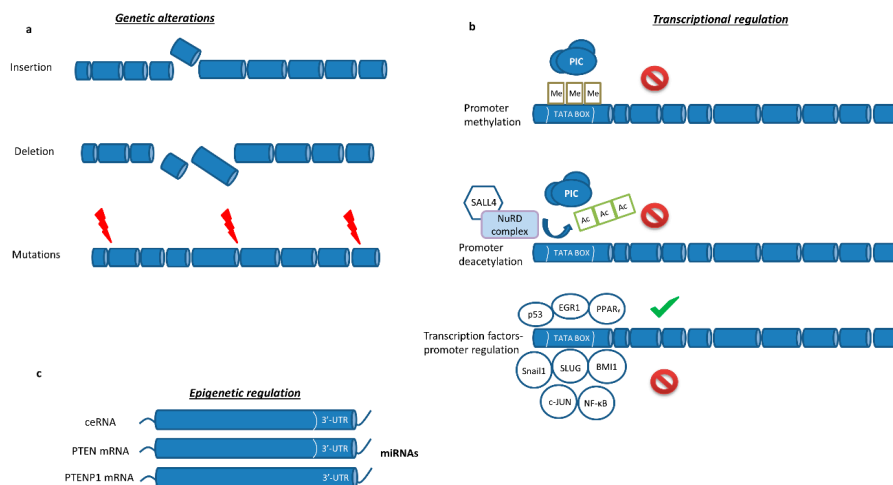 Genetic alterations
a
Insertion
Deletion
Mutations
Transcriptional regulation
b
PIC
Me Me Me
Promoter
methylation
TATA BOX
SALL4
NuRD
complex
PIC
Ac Ac Ac
Promoter
deacetylation
TATA BOX
p53 EGR1 PPARγ
Transcription factors-
promoter regulation
TATA BOX
Snail1 SLUG BMI1
c-JUN NF-κB
c
Epigenetic regulation
ceRNA
3'-UTR
PTEN mRNA
3'-UTR
miRNAs
PTENP1 mRNA
3'-UTR